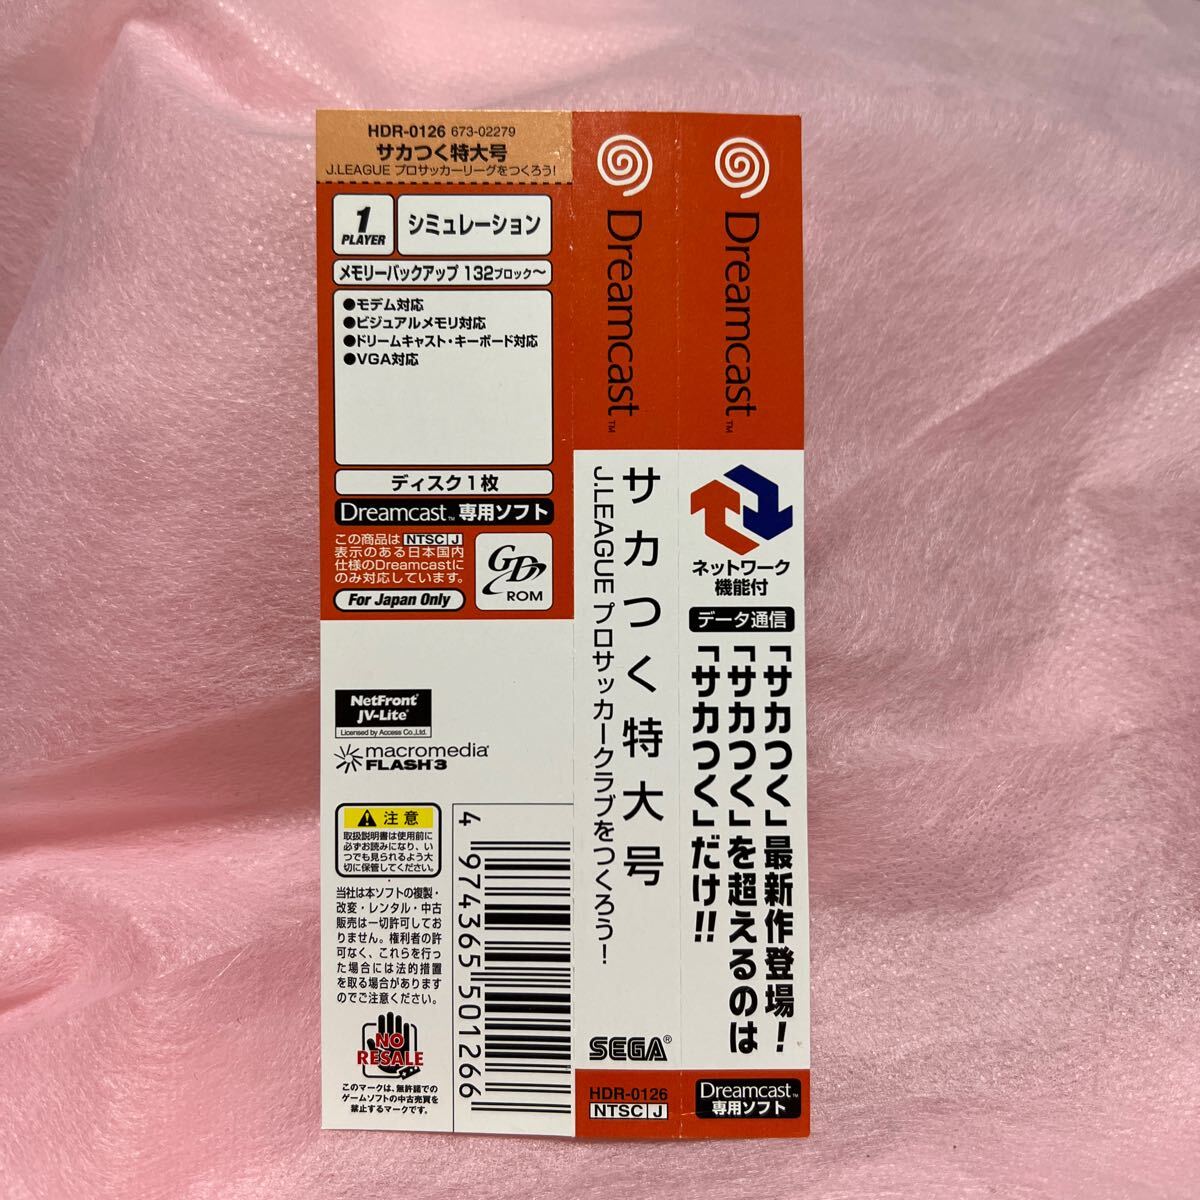 HDR-0126 673-02279
サカつく特大号
J.LEAGUE プロサッカーリーグをつくろう!
1
PLAYER
シミュレーション
メモリーバックアップ 132ブロック〜
●モデム対応
●ビジュアルメモリ対応
●ドリームキャスト・キーボード対応
●VGA対応
ディスク1枚
Dreamcast™ 専用ソフト
この商品は NTSC J
表示のある日本国内
仕様のDreamcastに
のみ対応しています。
For Japan Only
GD
ROM
NetFront®
JV-Lite®
Licensed by Access Co.,Ltd.
macromedia®
FLASH 3
注意
取扱説明書は使用前に
必ずお読みになり、い
つでも見られるよう大
切に保管してください。
当社は本ソフトの複製・
改変・レンタル・中古
販売は一切許可してお
りません。権利者の許
可なく、これらを行っ
た場合には法的措置
を取る場合があります
のでご注意ください。
NO
RESALE
このマークは、無許諾での
ゲームソフトの中古売買を
禁止するマークです。
4 974365 501266
Dreamcast™
サカつく特大号
J.LEAGUE プロサッカークラブをつくろう!
SEGA®
HDR-0126
NTSC J
Dreamcast™
ネットワーク
機能付
データ通信
「サカつく」最新作登場!
「サカつく」を超えるのは
「サカつく」だけ!!
Dreamcast™
専用ソフト